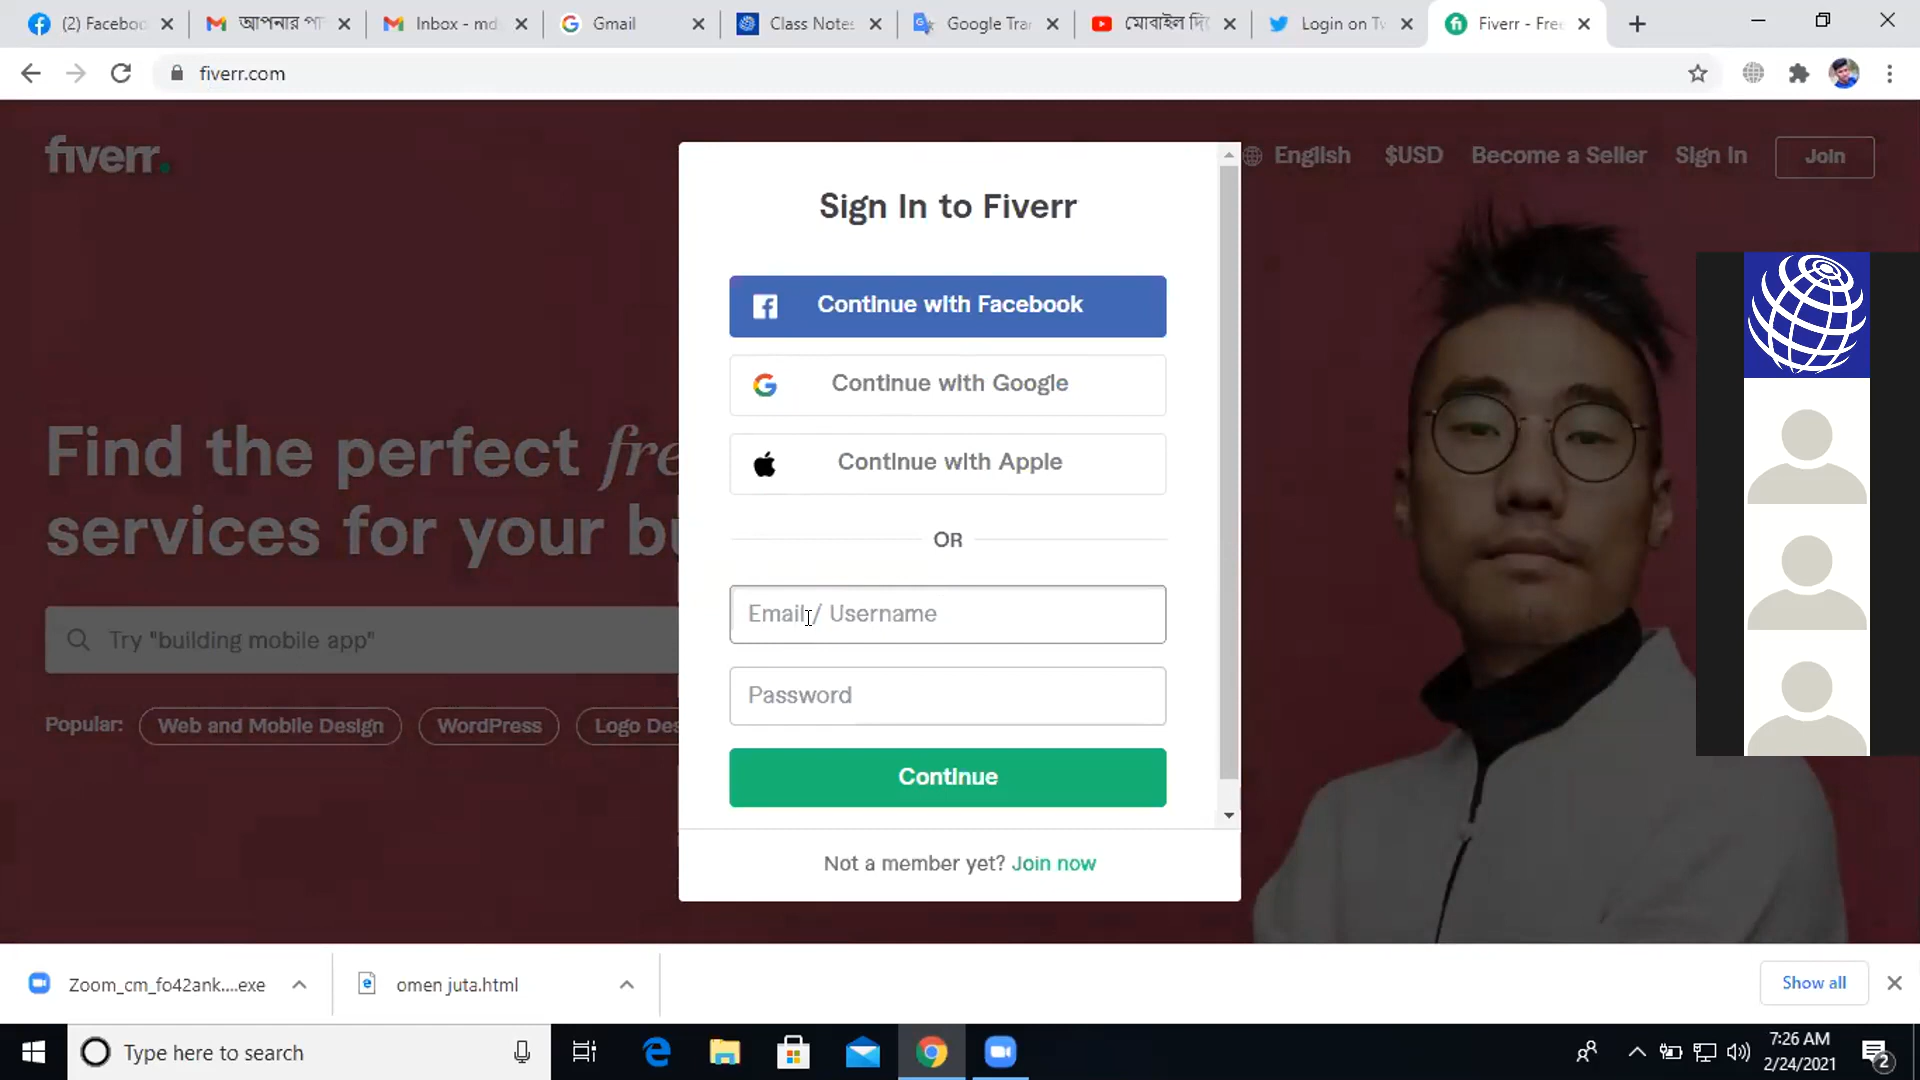 (2) Faceboo
আপনার পা
Inbox - md
Gmail
Class Notes
Google Tra
মোবাইল দি
Login on Tw
Fiverr - Fre
fiverr.com
fiverr.
English
$USD
Become a Seller
Sign In
Join
Sign In to Fiverr
Continue with Facebook
Continue with Google
Continue with Apple
OR
Email / Username
Password
Continue
Not a member yet? Join now
Find the perfect fre
services for your bu
Try "building mobile app"
Popular:
Web and Mobile Design
WordPress
Logo Des
Zoom_cm_fo42ank....exe
omen juta.html
Show all
Type here to search
7:26 AM
2/24/2021
2